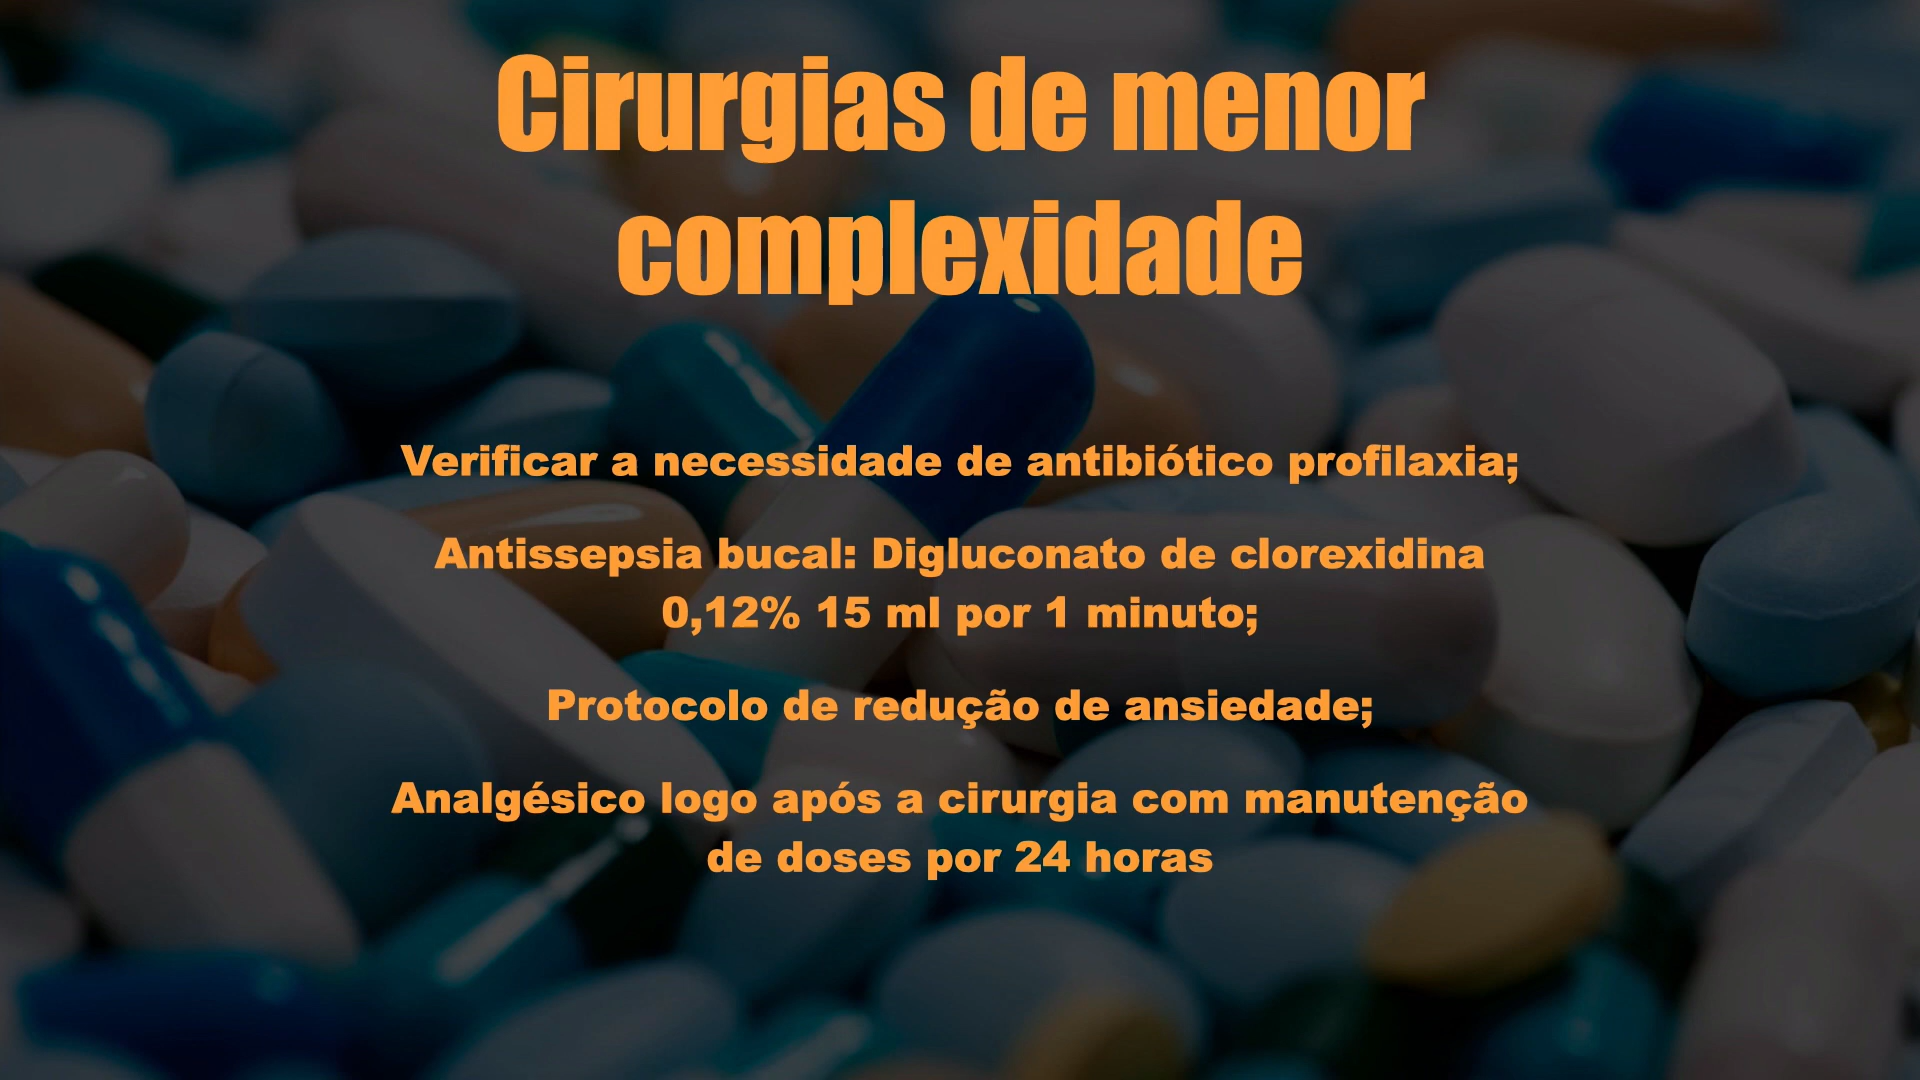 Cirurgias de menor
complexidade
Verificar a necessidade de antibiótico profilaxia;
Antissepsia bucal: Digluconato de clorexidina
0,12% 15 ml por 1 minuto;
Protocolo de redução de ansiedade;
Analgésico logo após a cirurgia com manutenção
de doses por 24 horas